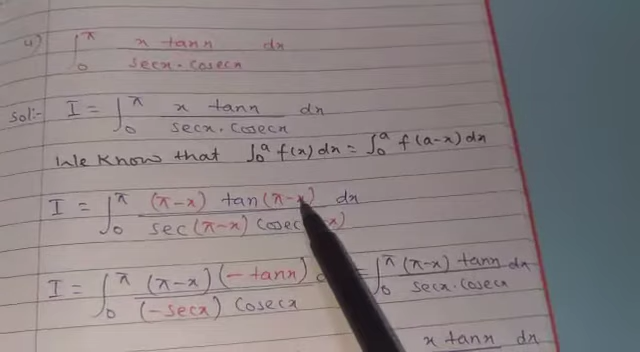 4) ∫₀^π x tanx / secx · cosecx dx
Sol:- I = ∫₀^π x tanx / secx · cosecx dx
We know that ∫₀^a f(x) dx = ∫₀^a f(a-x) dx
I = ∫₀^π (π-x) tan(π-x) / sec(π-x) cosec( x) dx
I = ∫₀^π (π-x) (-tanx) / (-secx) cosecx d = ∫₀^π (π-x) tanx / secx · cosecx dx
x tanx dx